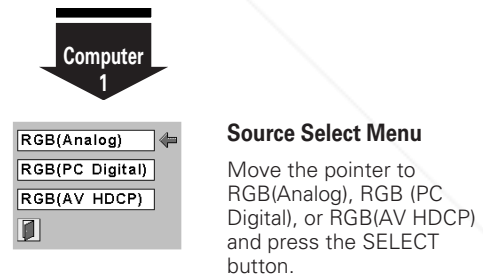 Computer
1
RGB(Analog)
RGB(PC Digital)
RGB(AV HDCP)
Source Select Menu
Move the pointer to
RGB(Analog), RGB (PC
Digital), or RGB(AV HDCP)
and press the SELECT
button.